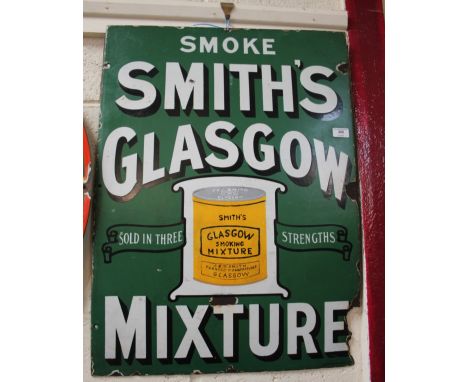 SMOKE
SMITH'S
GLASGOW
SMITH'S
GLASGOW
SMOKING
MIXTURE
SOLD IN THREE STRENGTHS
GLASGOW
MIXTURE